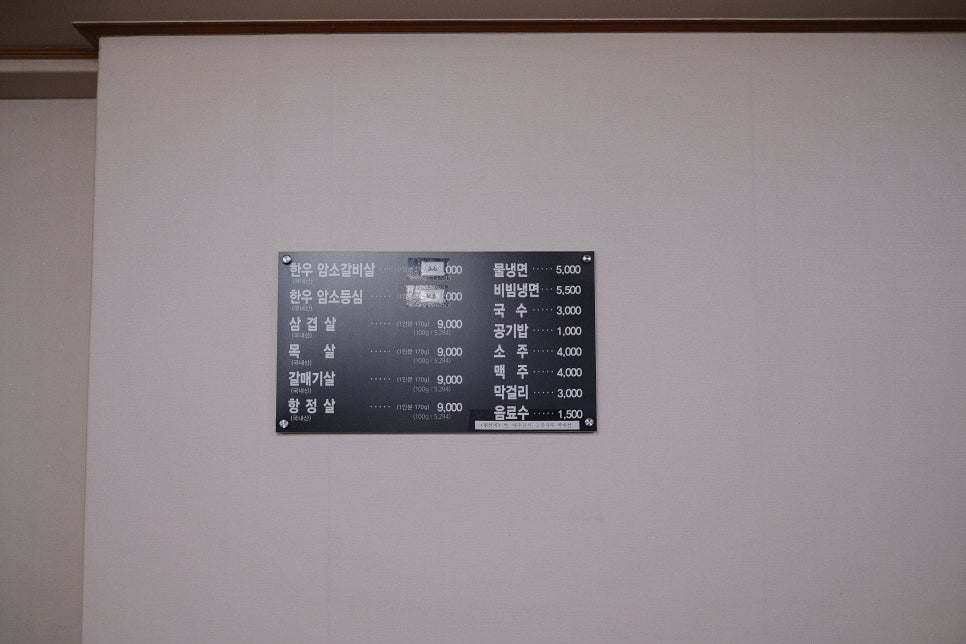 한우 암소갈비살 ···· 26,000
(국내산)
한우 암소등심 ···· 000
(국내산)
삼 겹 살 ····· (1인분 170g) 9,000
(국내산) (100g / 5,294)
목 살 ····· (1인분 170g) 9,000
(국내산) (100g / 5,294)
갈매기살 ····· (1인분 170g) 9,000
(국내산) (100g / 5,294)
항 정 살 ····· (1인분 170g) 9,000
(국내산) (100g / 5,294)
물냉면 ····· 5,000
비빔냉면 ···· 5,500
국 수 ····· 3,000
공기밥 ····· 1,000
소 주 ····· 4,000
맥 주 ····· 4,000
막걸리 ····· 3,000
음료수 ····· 1,500
국내산